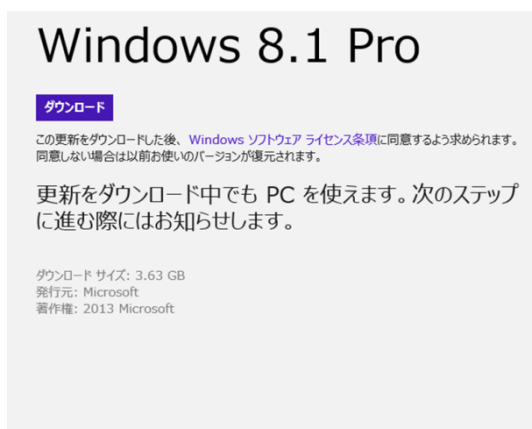 Windows 8.1 Pro
ダウンロード
この更新をダウンロードした後、Windows ソフトウェア ライセンス条項に同意するよう求められます。
同意しない場合は以前お使いのバージョンが復元されます。
更新をダウンロード中でも PC を使えます。次のステップ
に進む際にはお知らせします。
ダウンロード サイズ: 3.63 GB
発行元: Microsoft
著作権: 2013 Microsoft